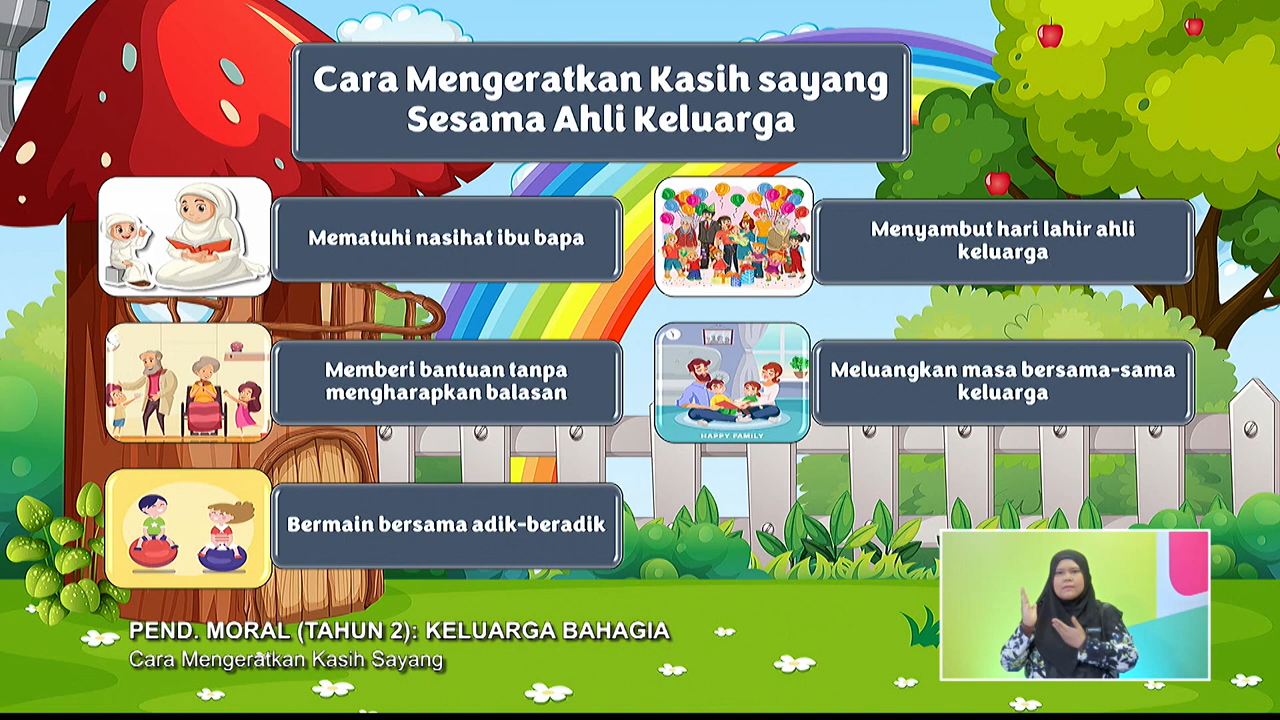 Cara Mengeratkan Kasih sayang
Sesama Ahli Keluarga
Mematuhi nasihat ibu bapa
Menyambut hari lahir ahli
keluarga
Memberi bantuan tanpa
mengharapkan balasan
Meluangkan masa bersama-sama
keluarga
HAPPY FAMILY
Bermain bersama adik-beradik
PEND. MORAL (TAHUN 2): KELUARGA BAHAGIA
Cara Mengeratkan Kasih Sayang